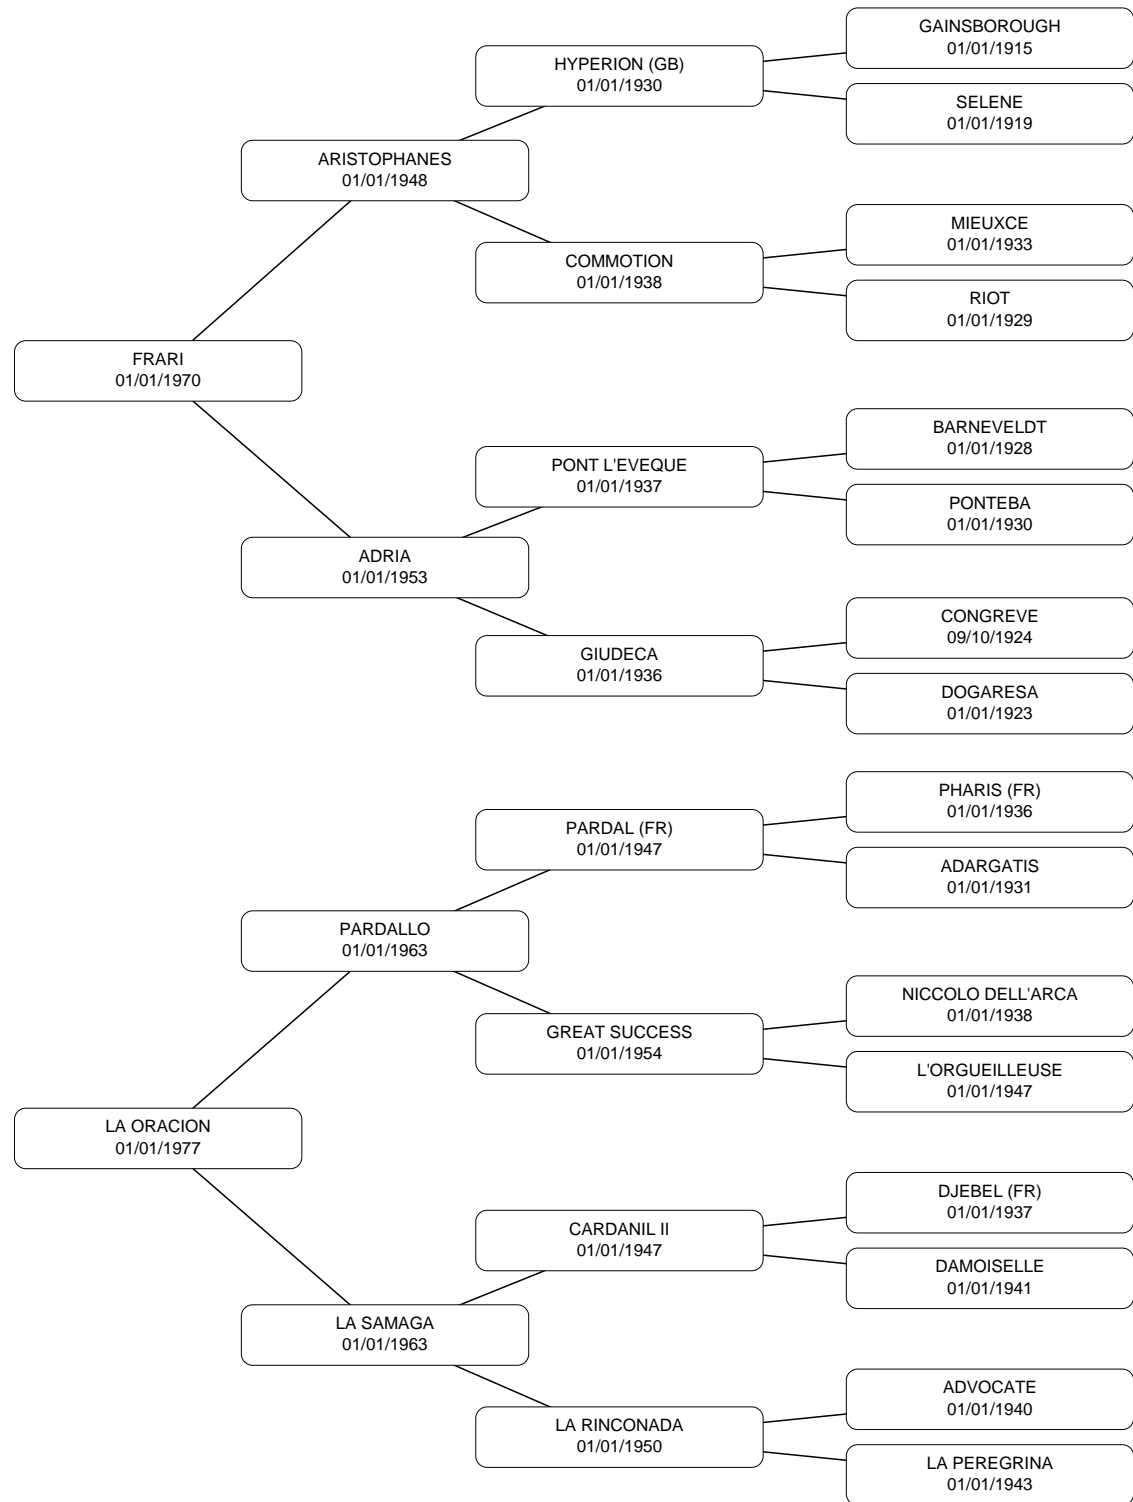 GAINSBOROUGH
01/01/1915
HYPERION (GB)
01/01/1930
SELENE
01/01/1919
ARISTOPHANES
01/01/1948
MIEUXCE
01/01/1933
COMMOTION
01/01/1938
RIOT
01/01/1929
FRARI
01/01/1970
BARNEVELDT
01/01/1928
PONT L'EVEQUE
01/01/1937
PONTEBA
01/01/1930
ADRIA
01/01/1953
CONGREVE
09/10/1924
GIUDECA
01/01/1936
DOGARESA
01/01/1923
PHARIS (FR)
01/01/1936
PARDAL (FR)
01/01/1947
ADARGATIS
01/01/1931
PARDALLO
01/01/1963
NICCOLO DELL'ARCA
01/01/1938
GREAT SUCCESS
01/01/1954
L'ORGUEILLEUSE
01/01/1947
LA ORACION
01/01/1977
DJEBEL (FR)
01/01/1937
CARDANIL II
01/01/1947
DAMOISELLE
01/01/1941
LA SAMAGA
01/01/1963
ADVOCATE
01/01/1940
LA RINCONADA
01/01/1950
LA PEREGRINA
01/01/1943